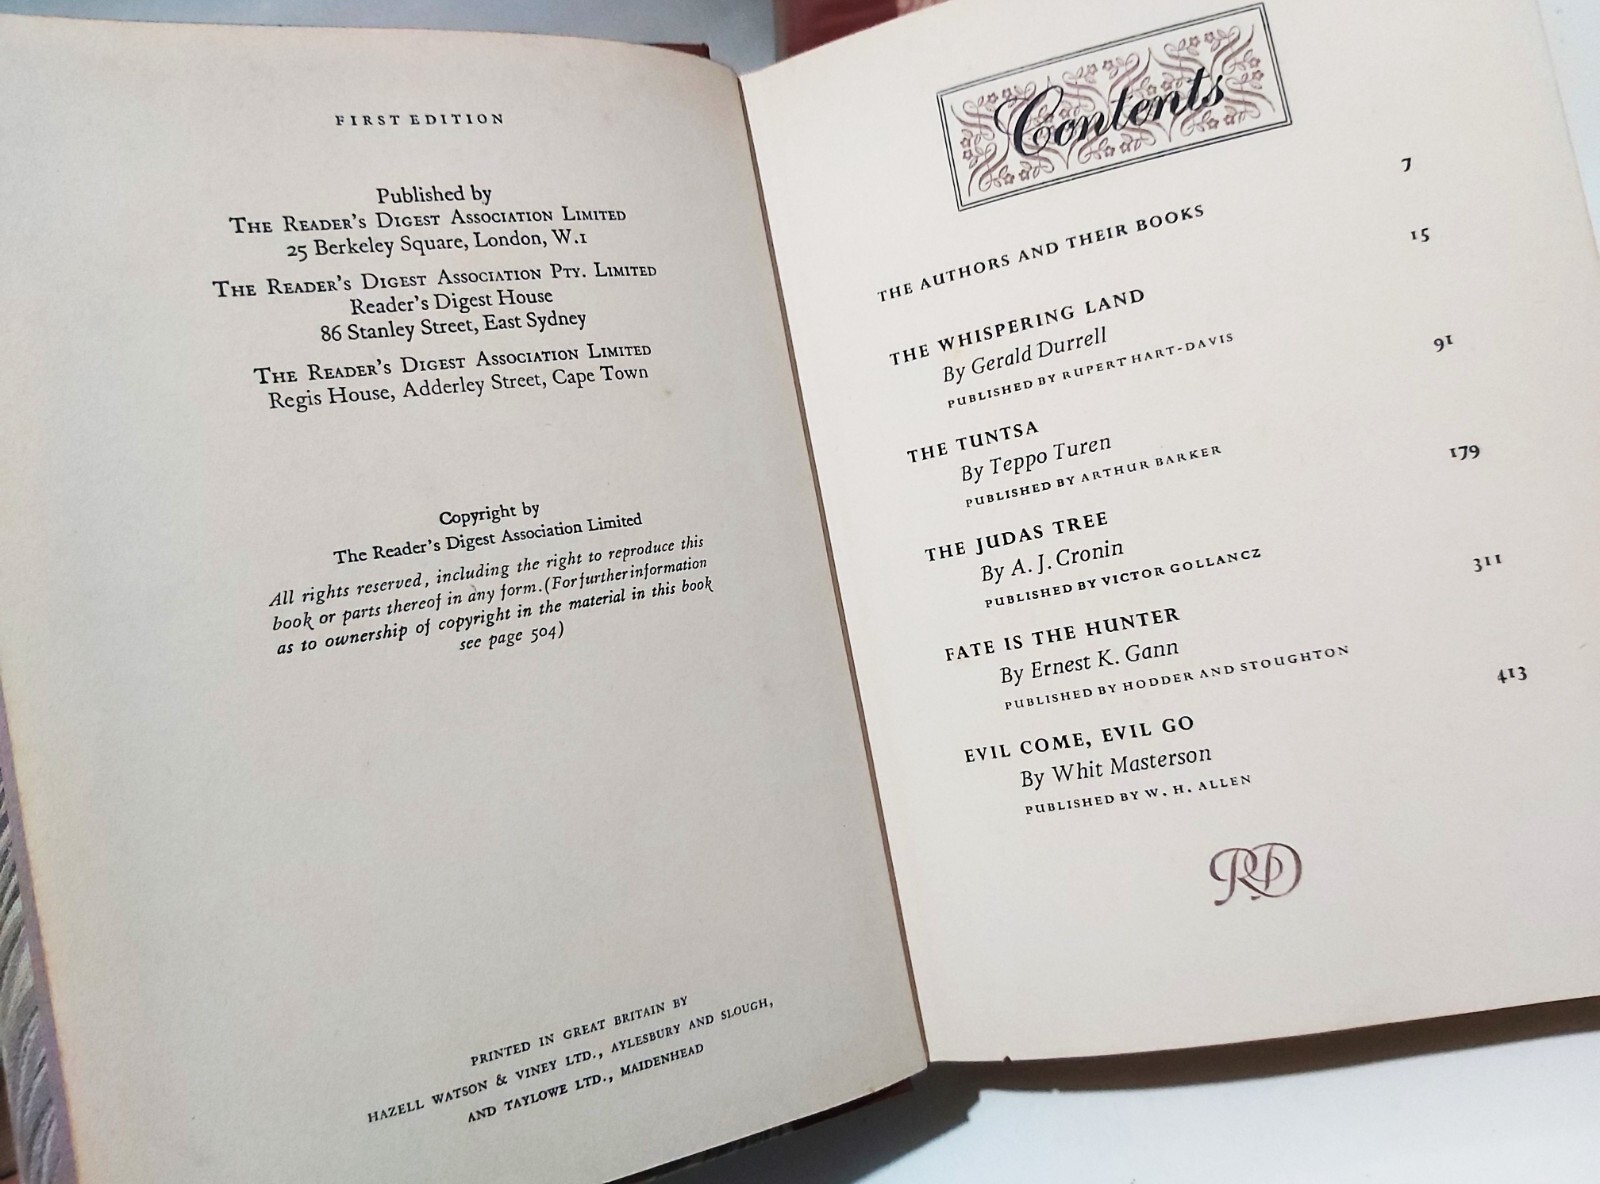 FIRST EDITION
Published by
THE READER'S DIGEST ASSOCIATION LIMITED
25 Berkeley Square, London, W.1
THE READER'S DIGEST ASSOCIATION PTY. LIMITED
Reader's Digest House
86 Stanley Street, East Sydney
THE READER'S DIGEST ASSOCIATION LIMITED
Regis House, Adderley Street, Cape Town
Copyright by
The Reader's Digest Association Limited
All rights reserved, including the right to reproduce this
book or parts thereof in any form. (For further information
as to ownership of copyright in the material in this book
see page 504)
PRINTED IN GREAT BRITAIN BY
HAZELL WATSON & VINEY LTD., AYLESBURY AND SLOUGH,
AND TAYLOWE LTD., MAIDENHEAD
Contents
THE AUTHORS AND THEIR BOOKS 7
THE WHISPERING LAND 15
By Gerald Durrell
PUBLISHED BY RUPERT HART-DAVIS
THE TUNTSA 91
By Teppo Turen
PUBLISHED BY ARTHUR BARKER
THE JUDAS TREE 179
By A. J. Cronin
PUBLISHED BY VICTOR GOLLANCZ
FATE IS THE HUNTER 311
By Ernest K. Gann
PUBLISHED BY HODDER AND STOUGHTON
EVIL COME, EVIL GO 413
By Whit Masterson
PUBLISHED BY W. H. ALLEN
RD